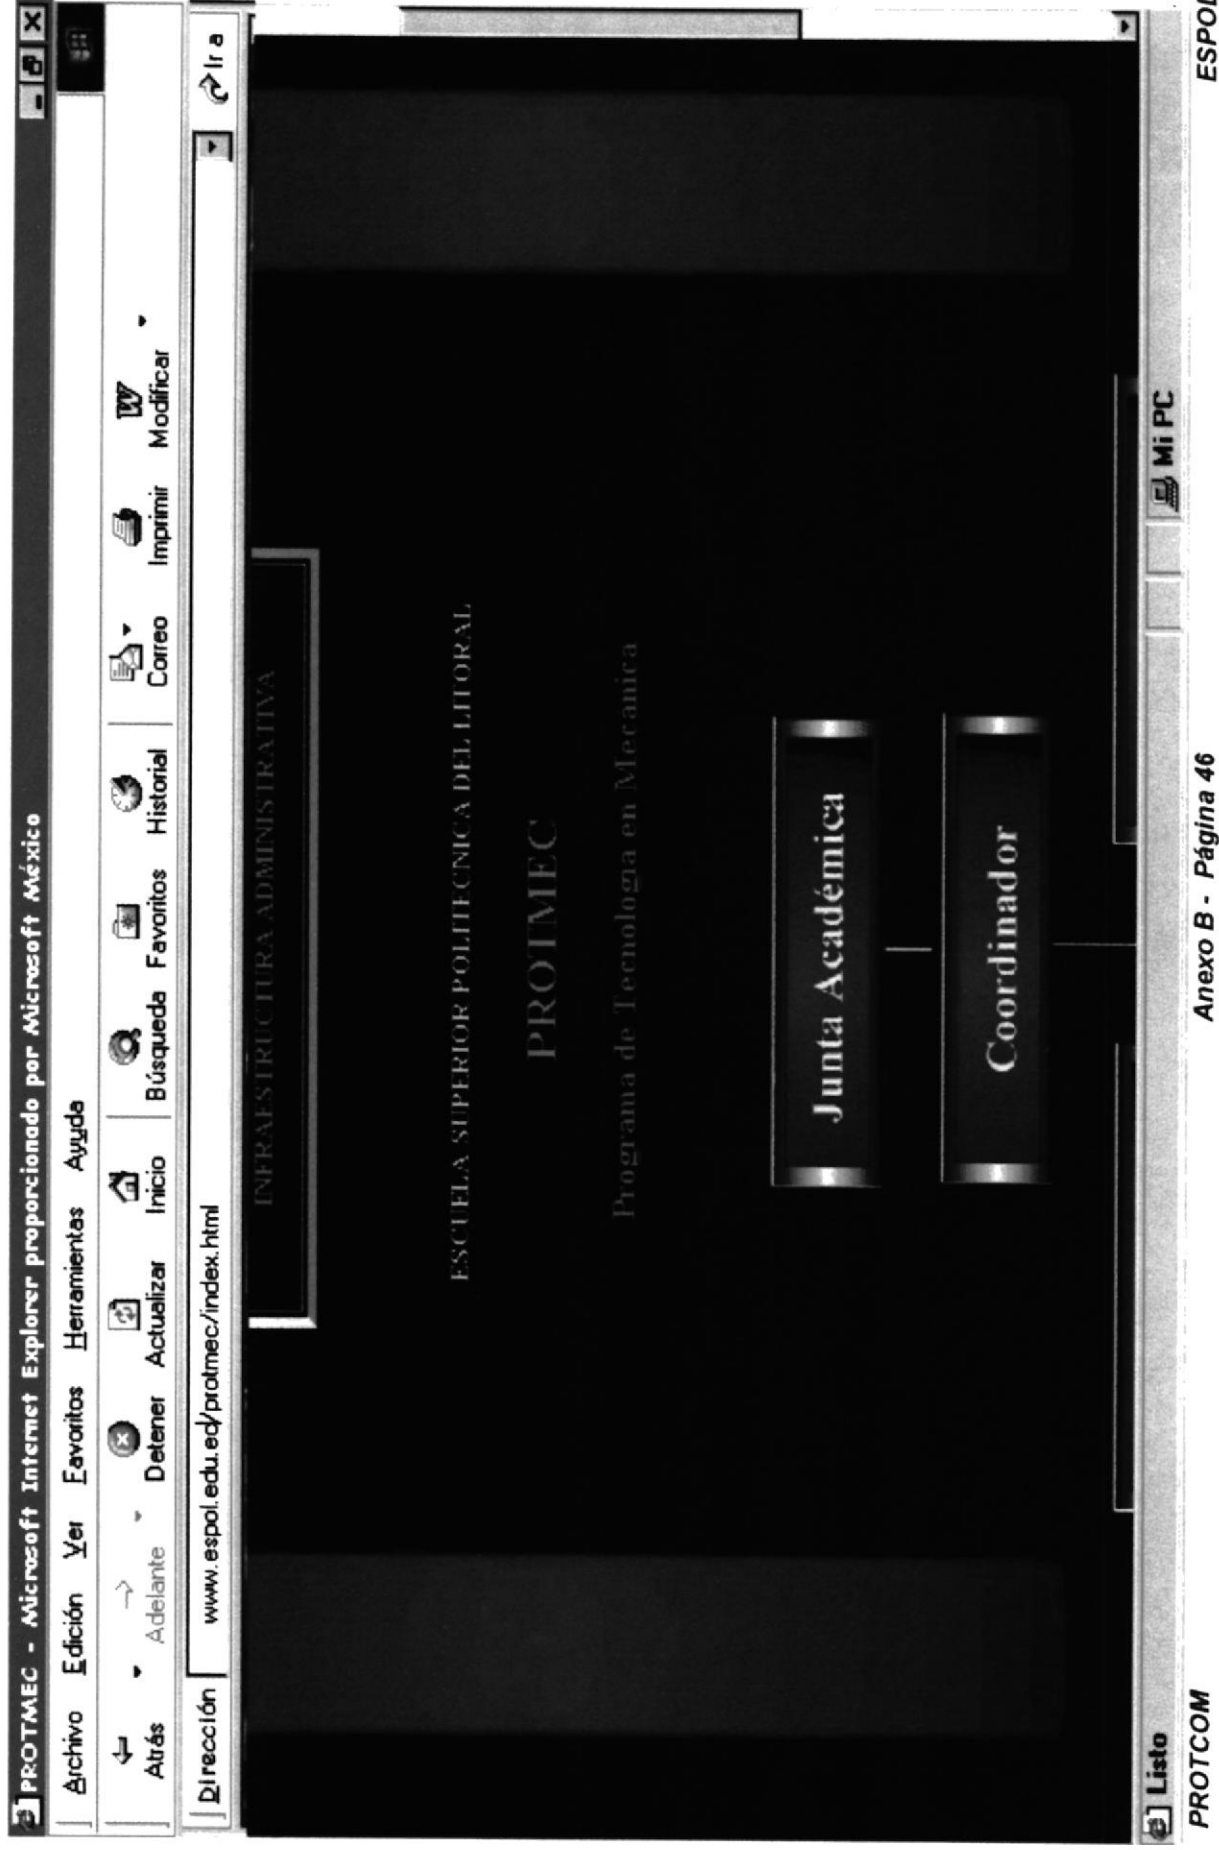 PROTMEC - Microsoft Internet Explorer proporcionado por Microsoft México
Archivo Edición Ver Favoritos Herramientas Ayuda
Atrás Adelante Detener Actualizar Inicio Búsqueda Favoritos Historial Correo Imprimir Modificar
Dirección www.espol.edu.ed/protmec/index.html Ir a
INFRAESTRUCTURA ADMINISTRATIVA
ESCUELA SUPERIOR POLITECNICA DEL LITORAL
PROTMEC
Programa de Tecnologia en Mecanica
Junta Académica
Coordinador
Listo Mi PC
PROTCOM Anexo B - Página 46 ESPOL